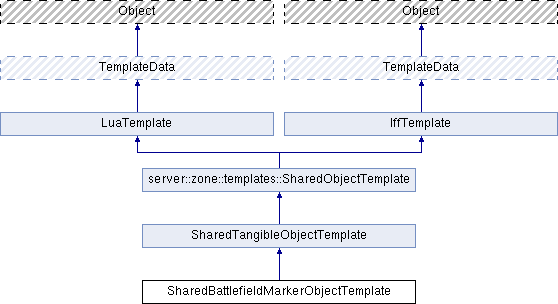 Object Object
TemplateData TemplateData
LuaTemplate IffTemplate
server::zone::templates::SharedObjectTemplate
SharedTangibleObjectTemplate
SharedBattlefieldMarkerObjectTemplate